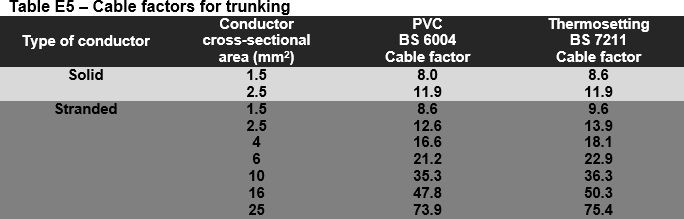 Table E5 – Cable factors for trunking
Type of conductor Conductor cross-sectional area (mm²) PVC BS 6004 Cable factor Thermosetting BS 7211 Cable factor
Solid 1.5 8.0 8.6
2.5 11.9 11.9
Stranded 1.5 8.6 9.6
2.5 12.6 13.9
4 16.6 18.1
6 21.2 22.9
10 35.3 36.3
16 47.8 50.3
25 73.9 75.4